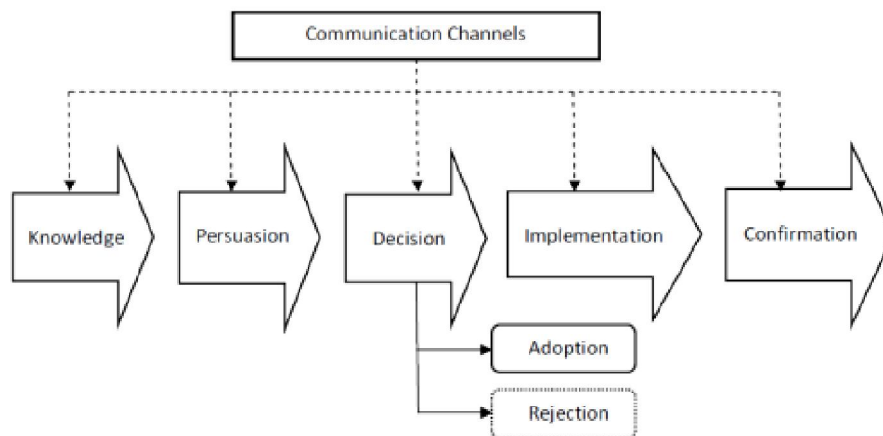 Communication Channels
Knowledge
Persuasion
Decision
Implementation
Confirmation
Adoption
Rejection